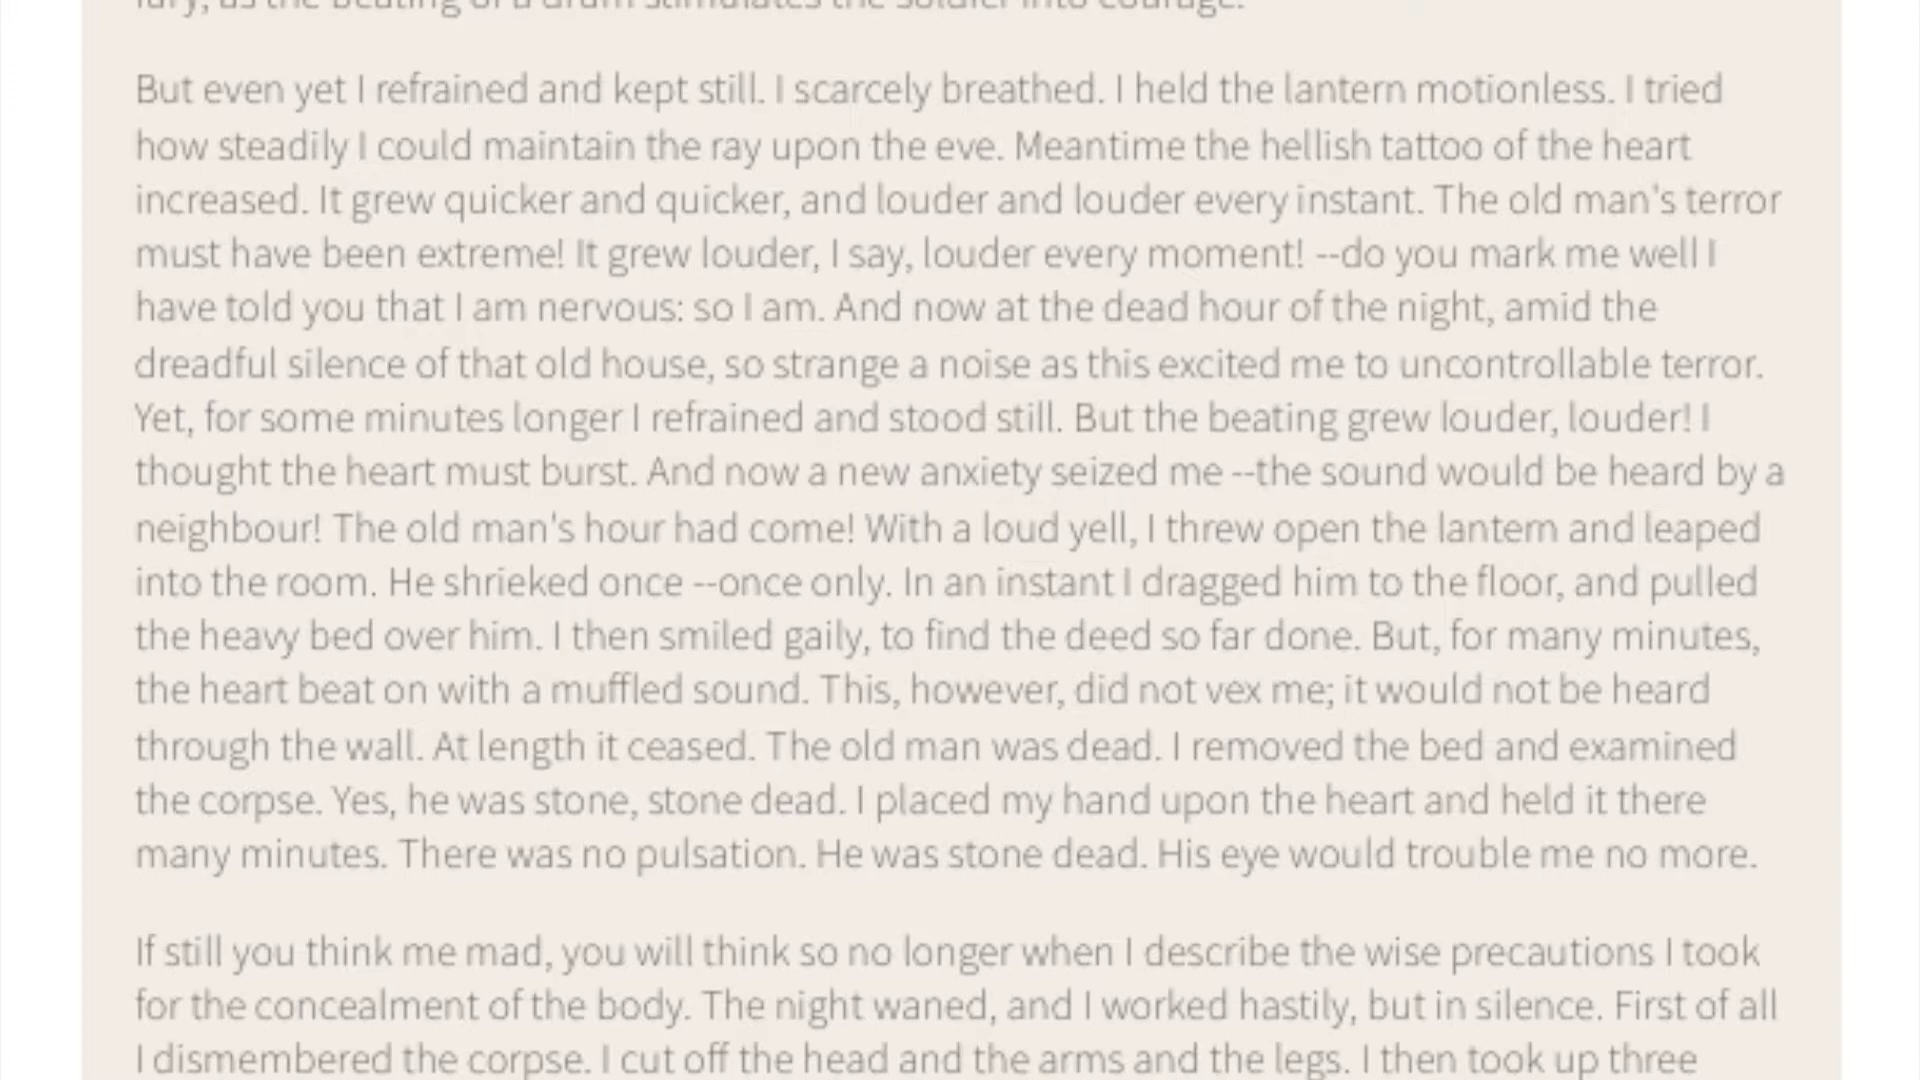 fury, as the beating of a drum stimulates the soldier into courage.
But even yet I refrained and kept still. I scarcely breathed. I held the lantern motionless. I tried
how steadily I could maintain the ray upon the eve. Meantime the hellish tattoo of the heart
increased. It grew quicker and quicker, and louder and louder every instant. The old man's terror
must have been extreme! It grew louder, I say, louder every moment! --do you mark me well I
have told you that I am nervous: so I am. And now at the dead hour of the night, amid the
dreadful silence of that old house, so strange a noise as this excited me to uncontrollable terror.
Yet, for some minutes longer I refrained and stood still. But the beating grew louder, louder! I
thought the heart must burst. And now a new anxiety seized me --the sound would be heard by a
neighbour! The old man's hour had come! With a loud yell, I threw open the lantern and leaped
into the room. He shrieked once --once only. In an instant I dragged him to the floor, and pulled
the heavy bed over him. I then smiled gaily, to find the deed so far done. But, for many minutes,
the heart beat on with a muffled sound. This, however, did not vex me; it would not be heard
through the wall. At length it ceased. The old man was dead. I removed the bed and examined
the corpse. Yes, he was stone, stone dead. I placed my hand upon the heart and held it there
many minutes. There was no pulsation. He was stone dead. His eye would trouble me no more.
If still you think me mad, you will think so no longer when I describe the wise precautions I took
for the concealment of the body. The night waned, and I worked hastily, but in silence. First of all
I dismembered the corpse. I cut off the head and the arms and the legs. I then took up three